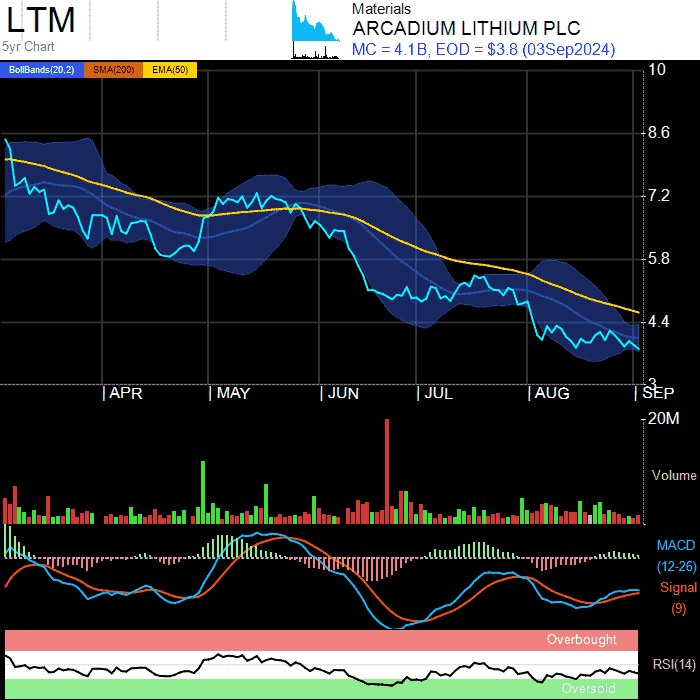 LTM
5yr Chart
Materials
ARCADIUM LITHIUM PLC
MC = 4.1B, EOD = $3.8 (03Sep2024)
BollBands(20,2) SMA(200) EMA(50)
10
8.6
7.2
5.8
4.4
3
APR MAY JUN JUL AUG SEP
20M
Volume
MACD
(12-26)
Signal
(9)
Overbought
RSI(14)
Oversold